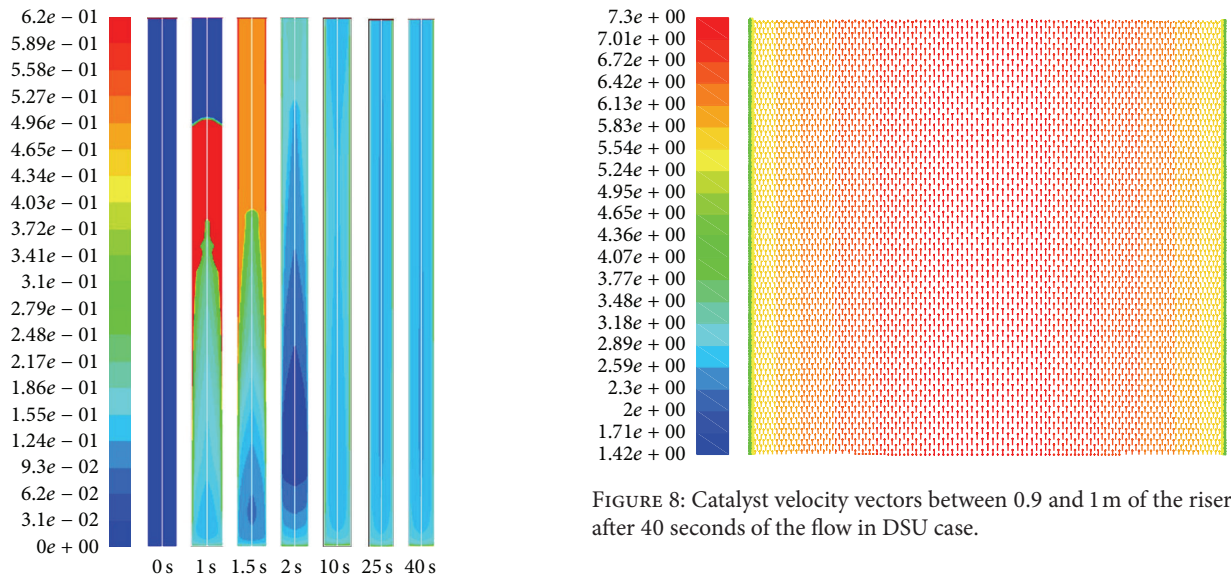 6.2e − 01
5.89e − 01
5.58e − 01
5.27e − 01
4.96e − 01
4.65e − 01
4.34e − 01
4.03e − 01
3.72e − 01
3.41e − 01
3.1e − 01
2.79e − 01
2.48e − 01
2.17e − 01
1.86e − 01
1.55e − 01
1.24e − 01
9.3e − 02
6.2e − 02
3.1e − 02
0e + 00
0 s 1 s 1.5 s 2 s 10 s 25 s 40 s
7.3e + 00
7.01e + 00
6.72e + 00
6.42e + 00
6.13e + 00
5.83e + 00
5.54e + 00
5.24e + 00
4.95e + 00
4.65e + 00
4.36e + 00
4.07e + 00
3.77e + 00
3.48e + 00
3.18e + 00
2.89e + 00
2.59e + 00
2.3e + 00
2e + 00
1.71e + 00
1.42e + 00
FIGURE 8: Catalyst velocity vectors between 0.9 and 1 m of the riser
after 40 seconds of the flow in DSU case.